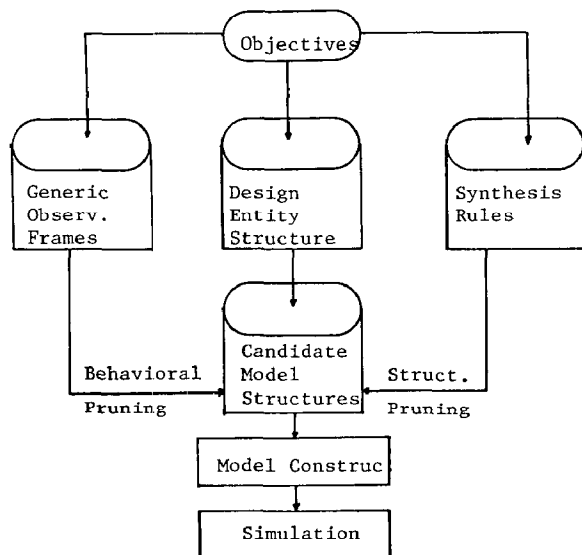 Objectives
Generic
Observ.
Frames
Design
Entity
Structure
Synthesis
Rules
Behavioral
Pruning
Candidate
Model
Structures
Struct.
Pruning
Model Construc
Simulation